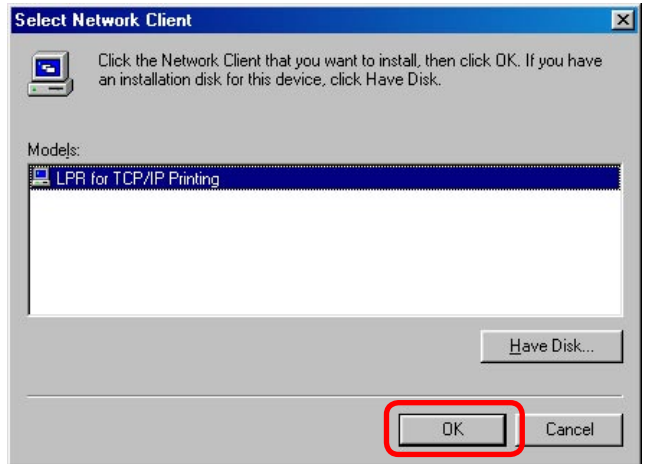 Select Network Client
Click the Network Client that you want to install, then click OK. If you have
an installation disk for this device, click Have Disk.
Models:
LPR for TCP/IP Printing
Have Disk...
OK
Cancel